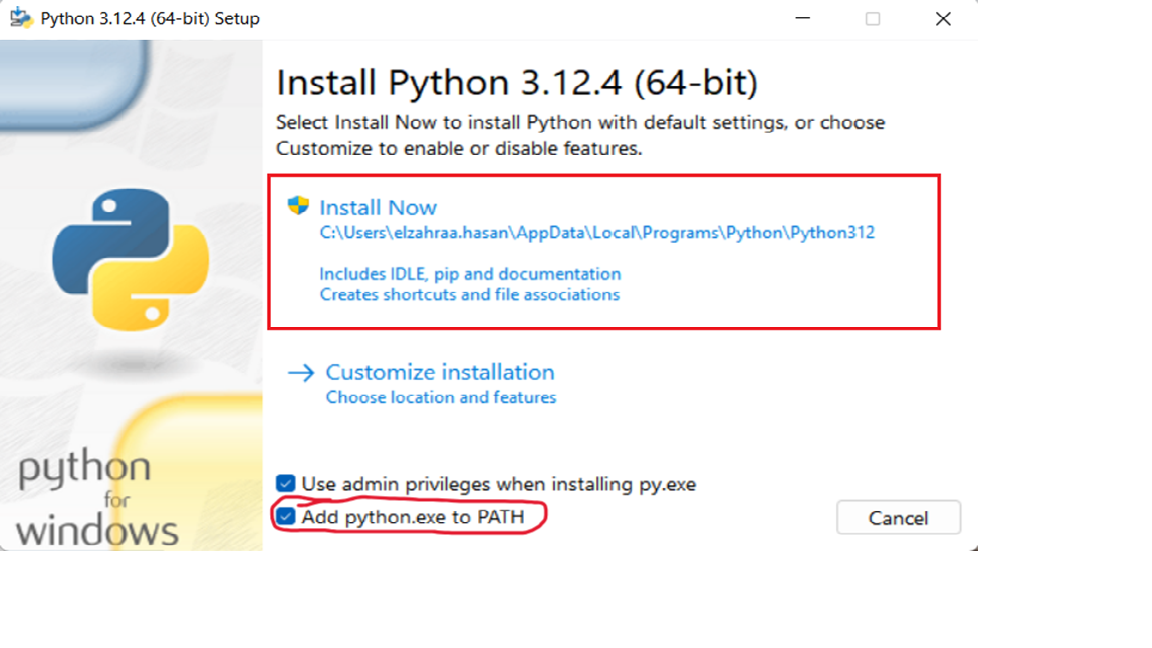 Python 3.12.4 (64-bit) Setup
Install Python 3.12.4 (64-bit)
Select Install Now to install Python with default settings, or choose
Customize to enable or disable features.
Install Now
C:\Users\elzahraa.hasan\AppData\Local\Programs\Python\Python312
Includes IDLE, pip and documentation
Creates shortcuts and file associations
Customize installation
Choose location and features
Use admin privileges when installing py.exe
Add python.exe to PATH
Cancel
python
for
windows